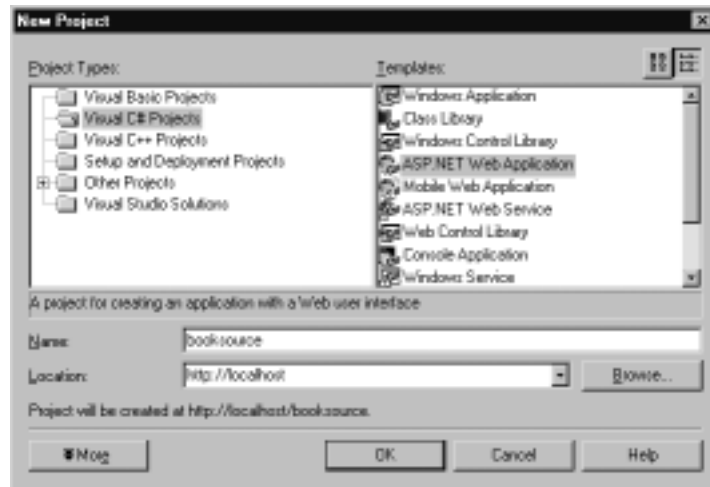 New Project
Project Types:
Templates:
Visual Basic Projects
Visual C# Projects
Visual C++ Projects
Setup and Deployment Projects
Other Projects
Visual Studio Solutions
Windows Application
Class Library
Windows Control Library
ASP.NET Web Application
Mobile Web Application
ASP.NET Web Service
Web Control Library
Console Application
Windows Service
A project for creating an application with a Web user interface
Name:
booksource
Location:
http://localhost
Browse...
Project will be created at http://localhost/booksource.
More
OK
Cancel
Help